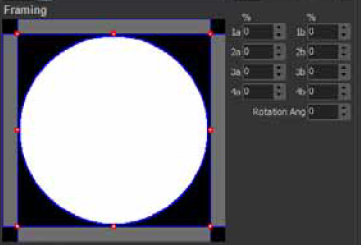 Framing
% %
1a 0 1b 0
2a 0 2b 0
3a 0 3b 0
4a 0 4b 0
Rotation Ang 0